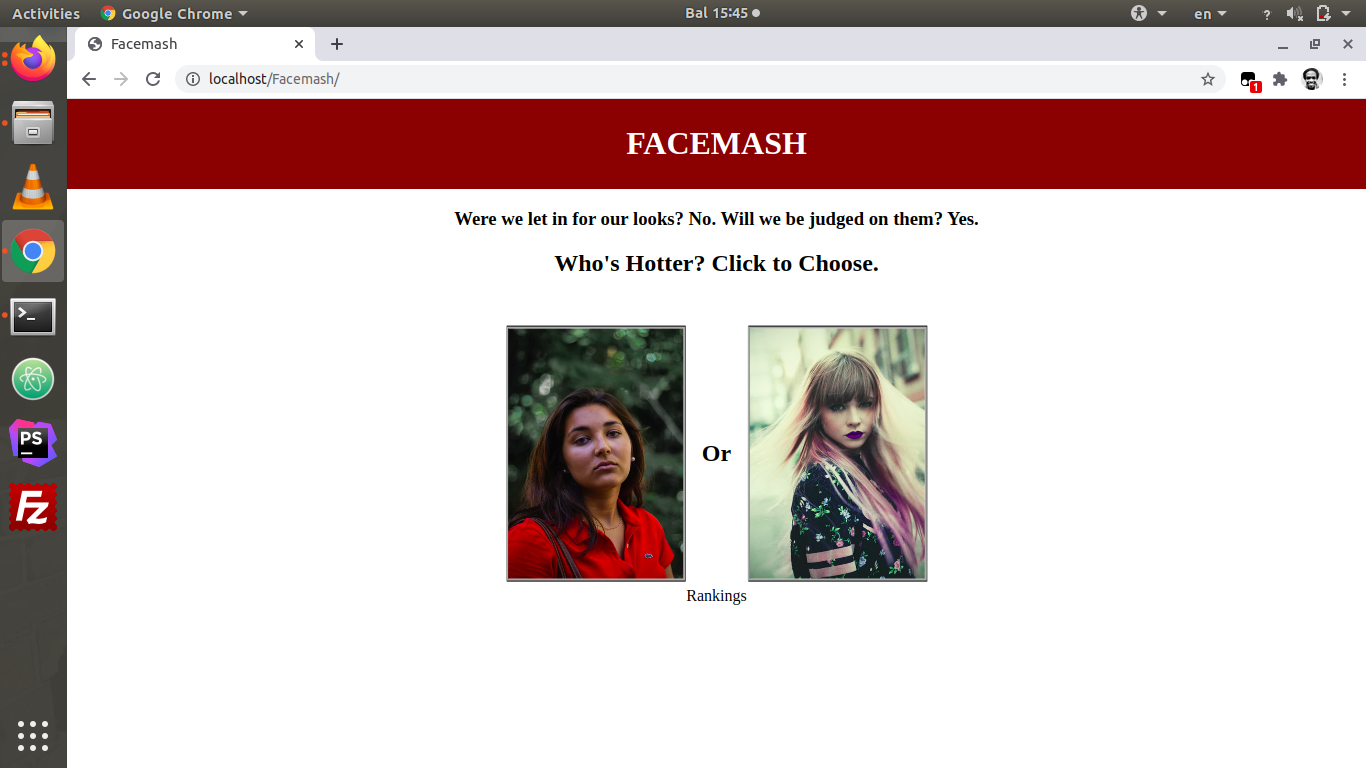 Activities Google Chrome Bal 15:45 en ?
Facemash
localhost/Facemash/
1
FACEMASH
Were we let in for our looks? No. Will we be judged on them? Yes.
Who's Hotter? Click to Choose.
Or
Rankings
>_
PS
FZ